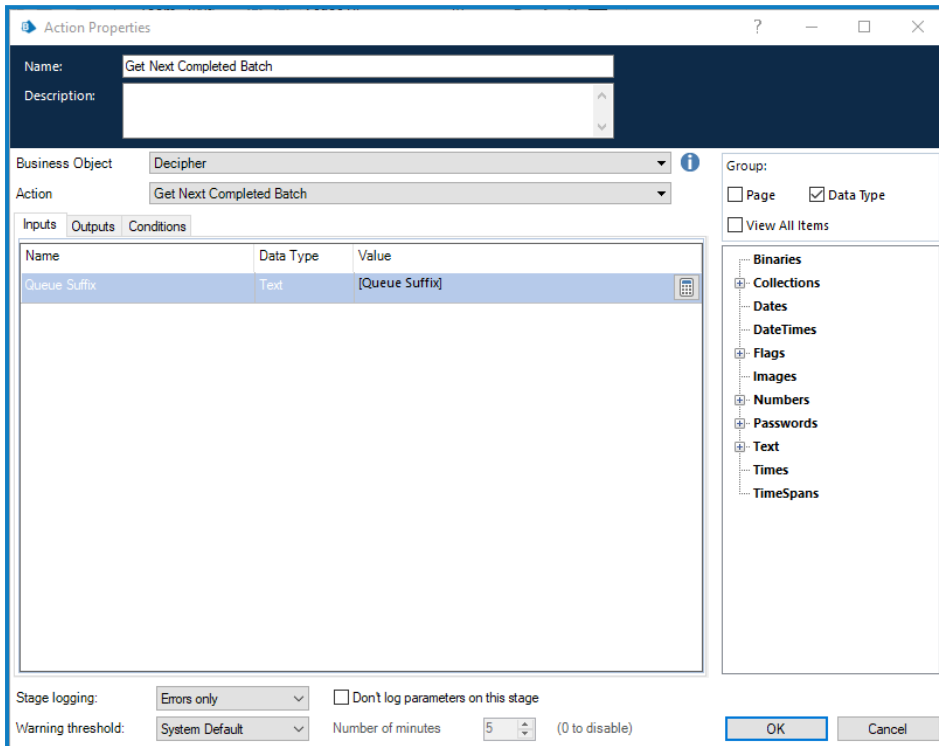 Action Properties
?
Name: Get Next Completed Batch
Description:
Business Object Decipher
Action Get Next Completed Batch
Inputs Outputs Conditions
Name Data Type Value
Queue Suffix Text [Queue Suffix]
Group:
Page Data Type
View All Items
Binaries
Collections
Dates
DateTimes
Flags
Images
Numbers
Passwords
Text
Times
TimeSpans
Stage logging: Errors only Don't log parameters on this stage
Warning threshold: System Default Number of minutes 5 (0 to disable)
OK Cancel